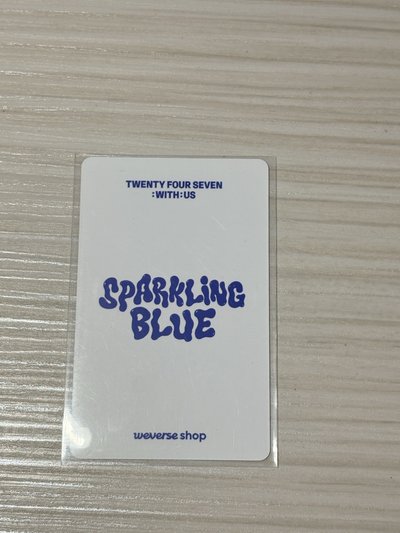 TWENTY FOUR SEVEN
:WITH:US
SPARKLiNG
BLUE
weverse shop